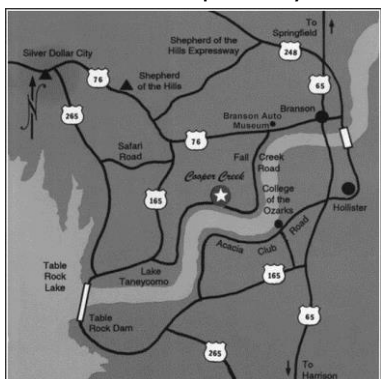 To
Springfield
Silver Dollar City
Shepherd of the
Hills Expressway
248
76
Shepherd
of the Hills
65
N
265
Branson Auto
Museum
Branson
76
Safari
Road
Fall Creek
Road
Cooper Creek
College
of the
Ozarks
165
Hollister
Acacia Club Road
Lake
Taneycomo
Table
Rock
Lake
165
Table
Rock Dam
65
265
To
Harrison